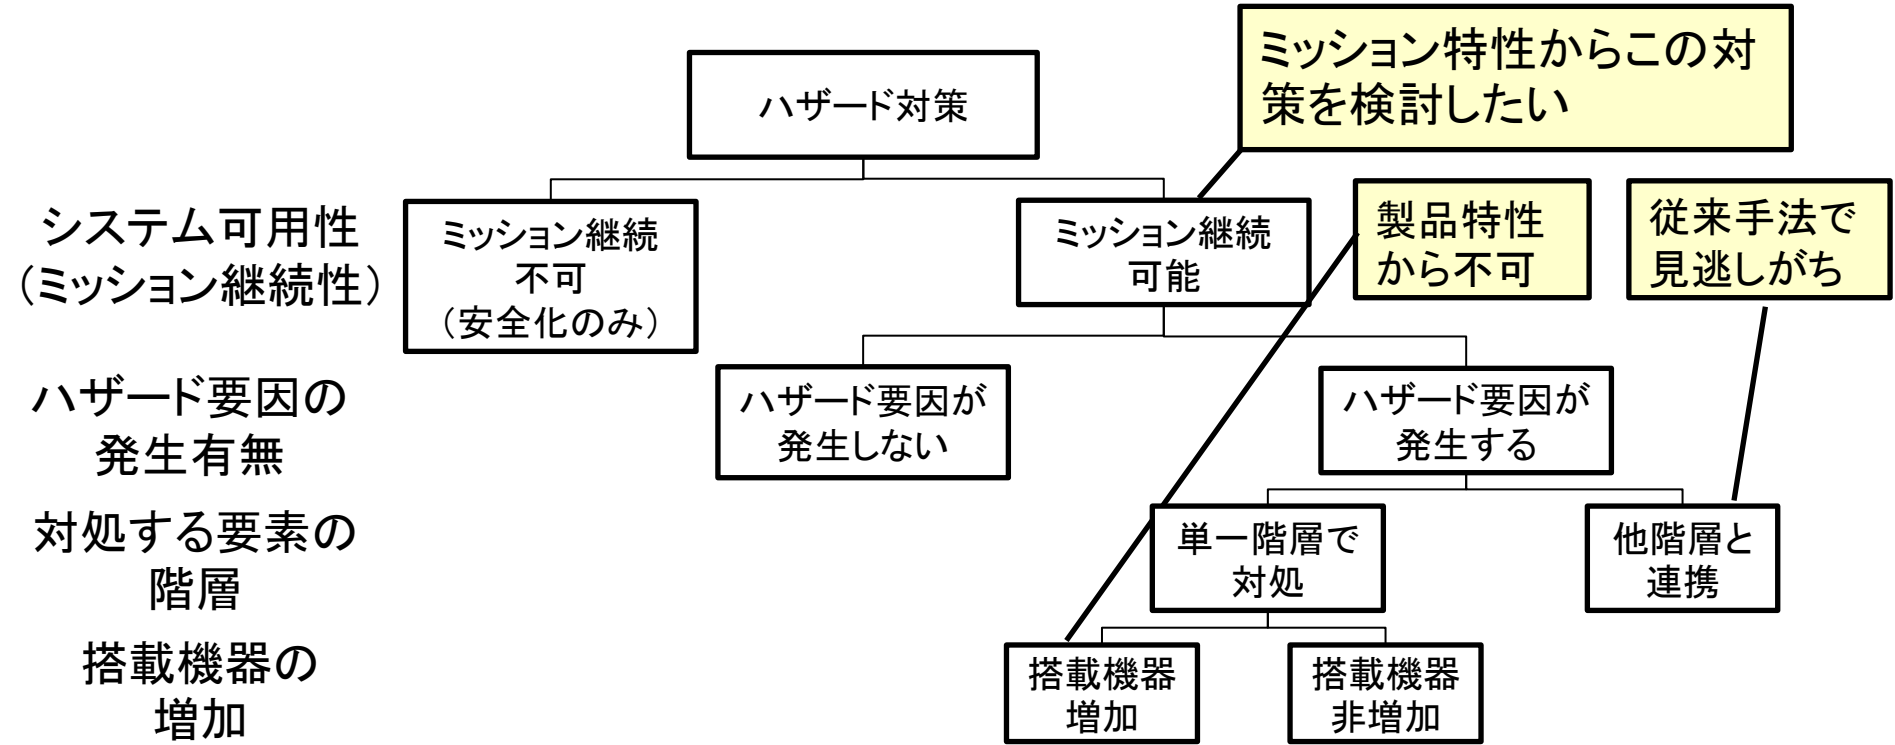 ミッション特性からこの対
策を検討したい
ハザード対策
システム可用性
（ミッション継続性）
ミッション継続
不可
（安全化のみ）
ミッション継続
可能
製品特性
から不可
従来手法で
見逃しがち
ハザード要因の
発生有無
ハザード要因が
発生しない
ハザード要因が
発生する
対処する要素の
階層
単一階層で
対処
他階層と
連携
搭載機器の
増加
搭載機器
増加
搭載機器
非増加